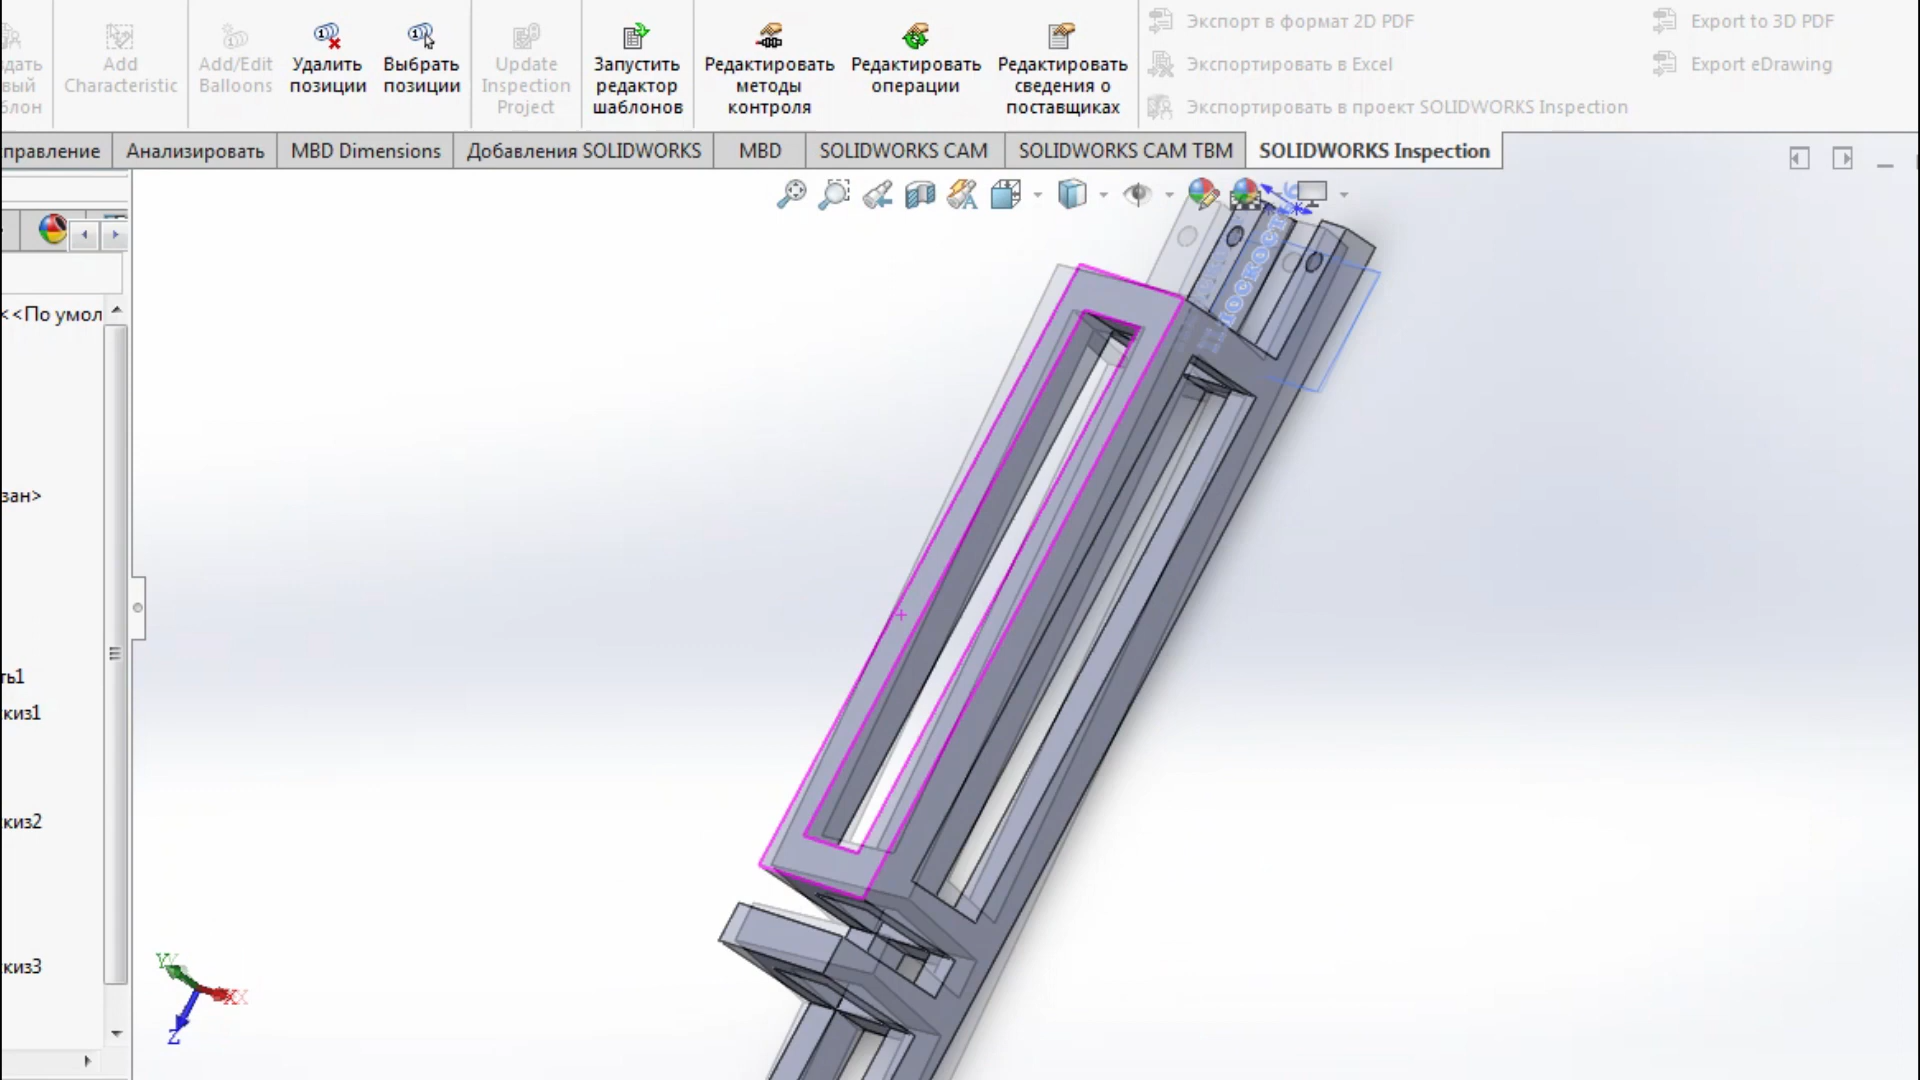 дать
вый
блон
Add
Characteristic
Add/Edit
Balloons
Удалить
позиции
Выбрать
позиции
Update
Inspection
Project
Запустить
редактор
шаблонов
Редактировать
методы
контроля
Редактировать
операции
Редактировать
сведения о
поставщиках
Экспорт в формат 2D PDF
Экспортировать в Excel
Экспортировать в проект SOLIDWORKS Inspection
Export to 3D PDF
Export eDrawing
правление
Анализировать
MBD Dimensions
Добавления SOLIDWORKS
MBD
SOLIDWORKS CAM
SOLIDWORKS CAM TBM
SOLIDWORKS Inspection
<<По умол
зан>
ть1
киз1
киз2
киз3
Y
X
Z